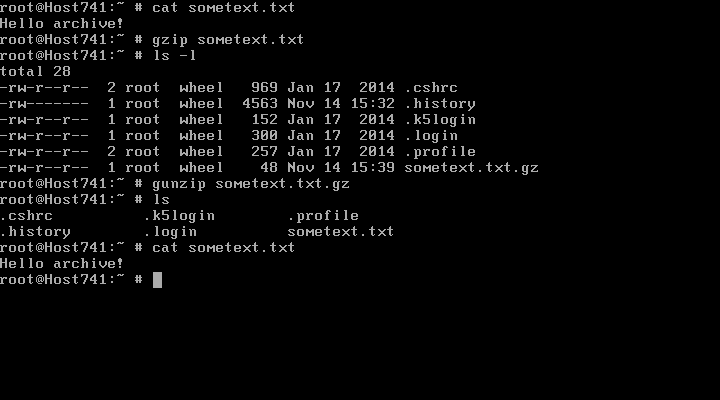 root@Host741:~ # cat sometext.txt
Hello archive!
root@Host741:~ # gzip sometext.txt
root@Host741:~ # ls -l
total 28
-rw-r--r--  2 root  wheel   969 Jan 17  2014 .cshrc
-rw-------  1 root  wheel  4563 Nov 14 15:32 .history
-rw-r--r--  1 root  wheel   152 Jan 17  2014 .k5login
-rw-r--r--  1 root  wheel   300 Jan 17  2014 .login
-rw-r--r--  2 root  wheel   257 Jan 17  2014 .profile
-rw-r--r--  1 root  wheel    48 Nov 14 15:39 sometext.txt.gz
root@Host741:~ # gunzip sometext.txt.gz
root@Host741:~ # ls
.cshrc          .k5login        .profile
.history        .login          sometext.txt
root@Host741:~ # cat sometext.txt
Hello archive!
root@Host741:~ #